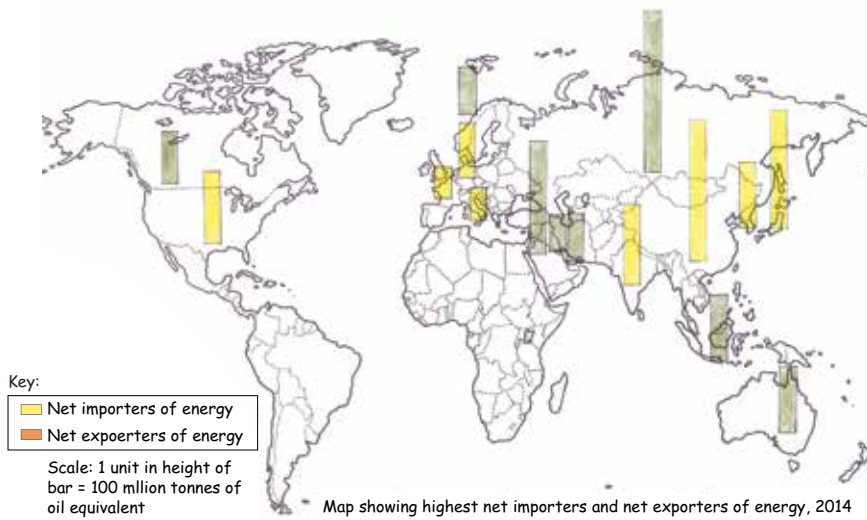 Key:
Net importers of energy
Net expoerters of energy
Scale: 1 unit in height of
bar = 100 mllion tonnes of
oil equivalent
Map showing highest net importers and net exporters of energy, 2014